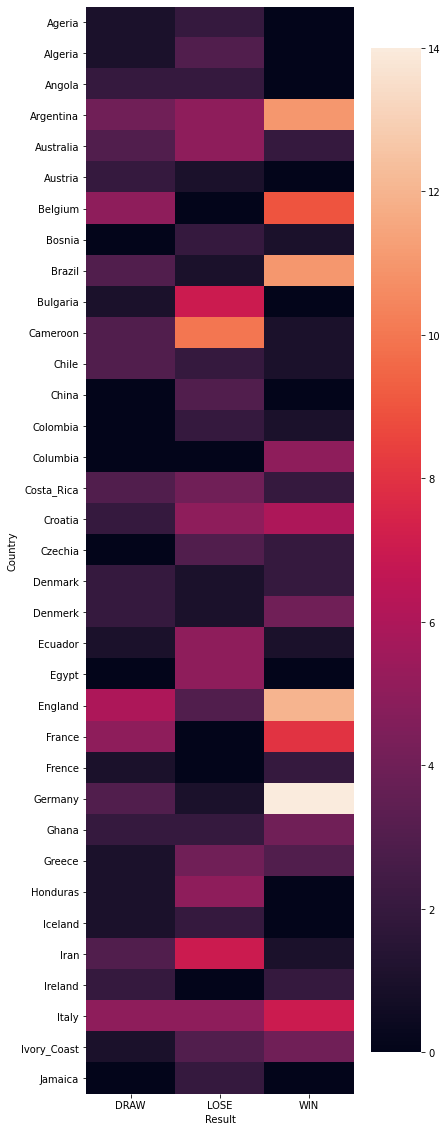 Country
Ageria
Algeria
Angola
Argentina
Australia
Austria
Belgium
Bosnia
Brazil
Bulgaria
Cameroon
Chile
China
Colombia
Columbia
Costa_Rica
Croatia
Czechia
Denmark
Denmerk
Ecuador
Egypt
England
France
Frence
Germany
Ghana
Greece
Honduras
Iceland
Iran
Ireland
Italy
Ivory_Coast
Jamaica
DRAW LOSE WIN
Result
14
12
10
8
6
4
2
0